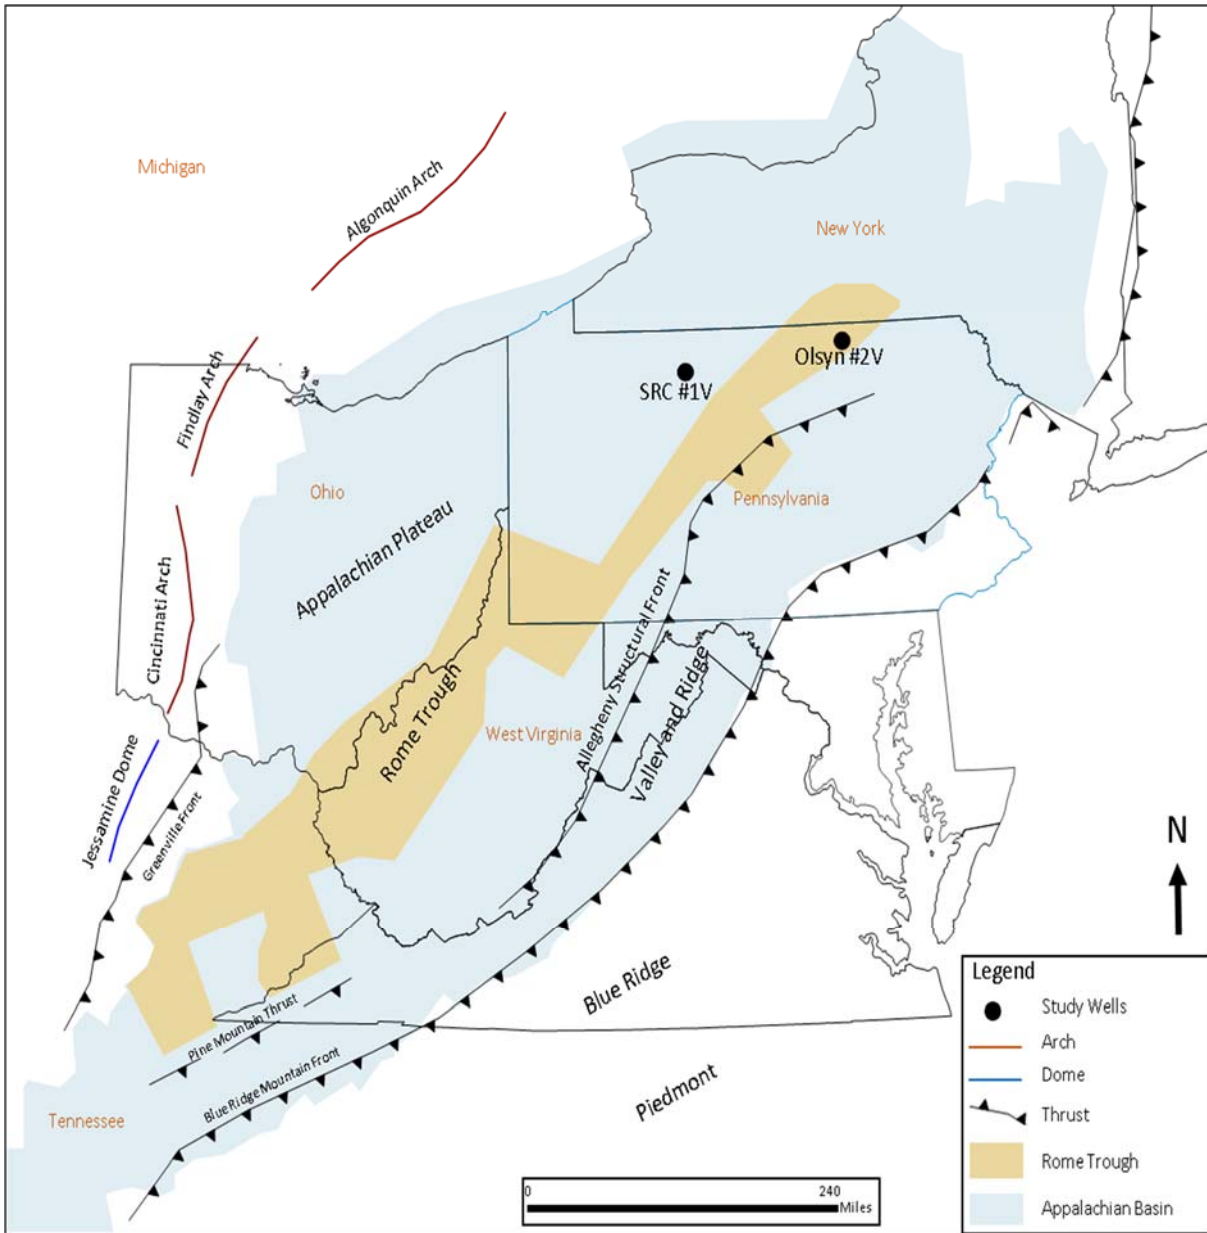 Michigan
Algonquin Arch
New York
Findlay Arch
Olsyn #2V
SRC #1V
Ohio
Pennsylvania
Appalachian Plateau
Cincinnati Arch
Allegheny Structural Front
Rome Trough
Valley and Ridge
West Virginia
Jessamine Dome
Greenville Front
N
Blue Ridge
Pine Mountain Thrust
Blue Ridge Mountain Front
Piedmont
Tennessee
Legend
Study Wells
Arch
Dome
Thrust
Rome Trough
Appalachian Basin
0 240
Miles